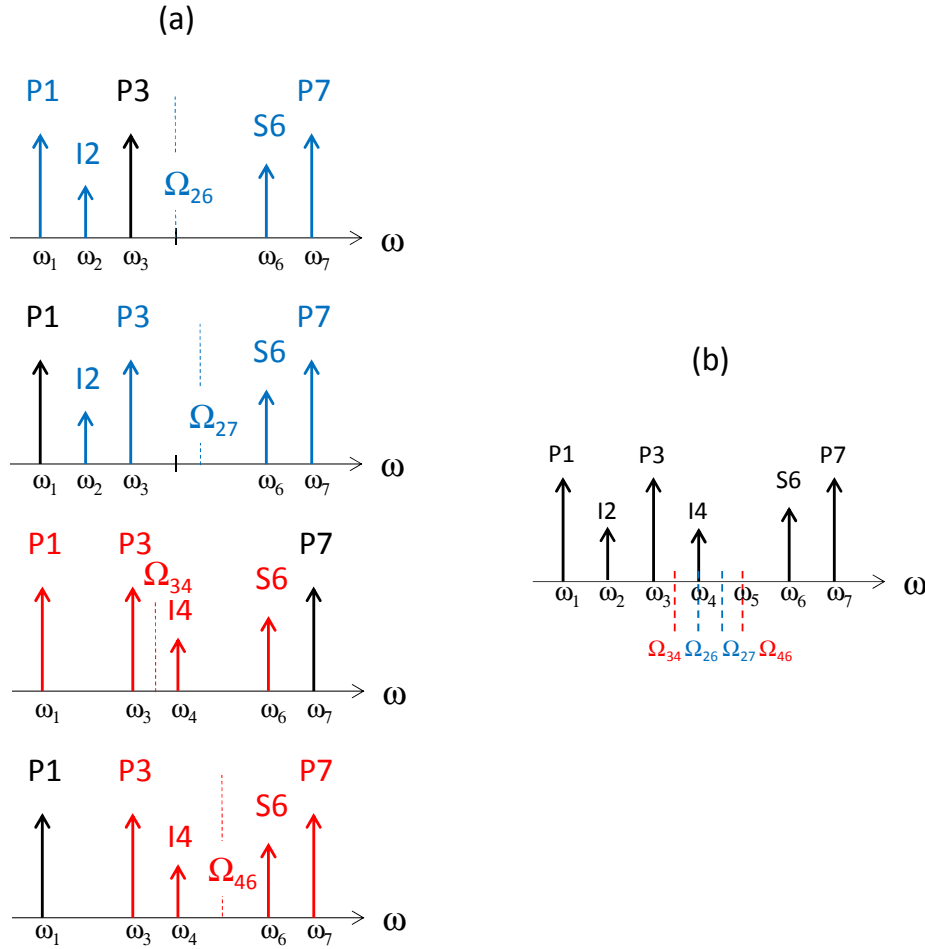 (a)
P1 P3 P7
I2 S6
Ω26
ω1 ω2 ω3 ω6 ω7 ω
P1 P3 P7
I2 S6
Ω27
ω1 ω2 ω3 ω6 ω7 ω
P1 P3 P7
Ω34 S6
I4
ω1 ω3 ω4 ω6 ω7 ω
P1 P3 P7
S6
I4
Ω46
ω1 ω3 ω4 ω6 ω7 ω
(b)
P1 P3 P7
I2 I4 S6
ω1 ω2 ω3 ω4 ω5 ω6 ω7 ω
Ω34 Ω26 Ω27 Ω46